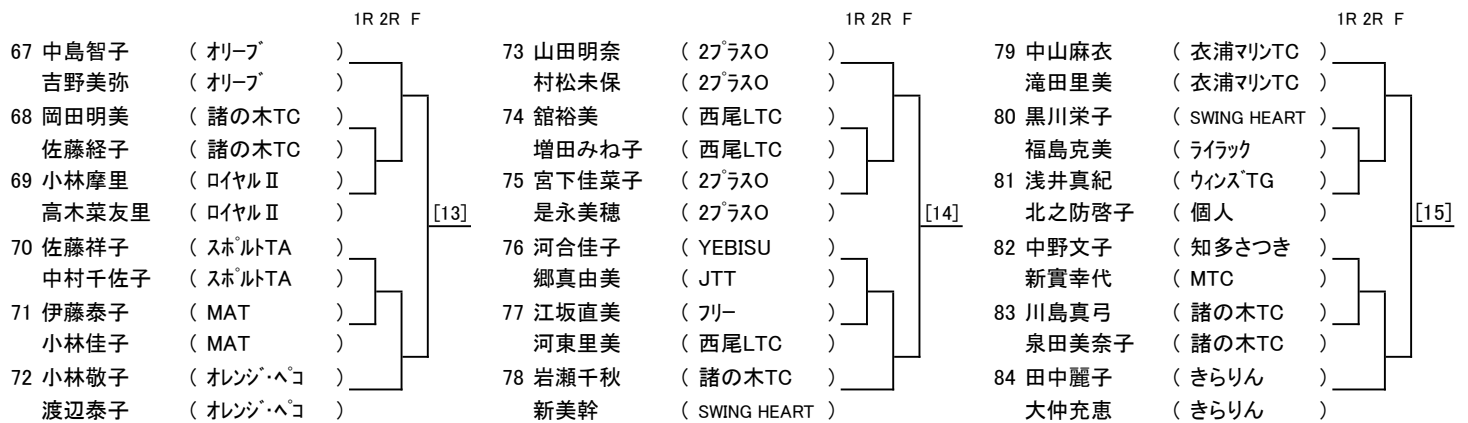 1R 2R F
67 中島智子 ( オリーブ )
吉野美弥 ( オリーブ )
68 岡田明美 ( 諸の木TC )
佐藤経子 ( 諸の木TC )
69 小林摩里 ( ロイヤルⅡ )
高木菜友里 ( ロイヤルⅡ )
[13]
70 佐藤祥子 ( スポルトTA )
中村千佐子 ( スポルトTA )
71 伊藤泰子 ( MAT )
小林佳子 ( MAT )
72 小林敬子 ( オレンジ・ペコ )
渡辺泰子 ( オレンジ・ペコ )
1R 2R F
73 山田明奈 ( 2プラスO )
村松未保 ( 2プラスO )
74 舘裕美 ( 西尾LTC )
増田みね子 ( 西尾LTC )
75 宮下佳菜子 ( 2プラスO )
是永美穂 ( 2プラスO )
[14]
76 河合佳子 ( YEBISU )
郷真由美 ( JTT )
77 江坂直美 ( フリー )
河東里美 ( 西尾LTC )
78 岩瀬千秋 ( 諸の木TC )
新美幹 ( SWING HEART )
1R 2R F
79 中山麻衣 ( 衣浦マリンTC )
滝田里美 ( 衣浦マリンTC )
80 黒川栄子 ( SWING HEART )
福島克美 ( ライラック )
81 浅井真紀 ( ウィンズTG )
北之防啓子 ( 個人 )
[15]
82 中野文子 ( 知多さつき )
新實幸代 ( MTC )
83 川島真弓 ( 諸の木TC )
泉田美奈子 ( 諸の木TC )
84 田中麗子 ( きらりん )
大仲充恵 ( きらりん )